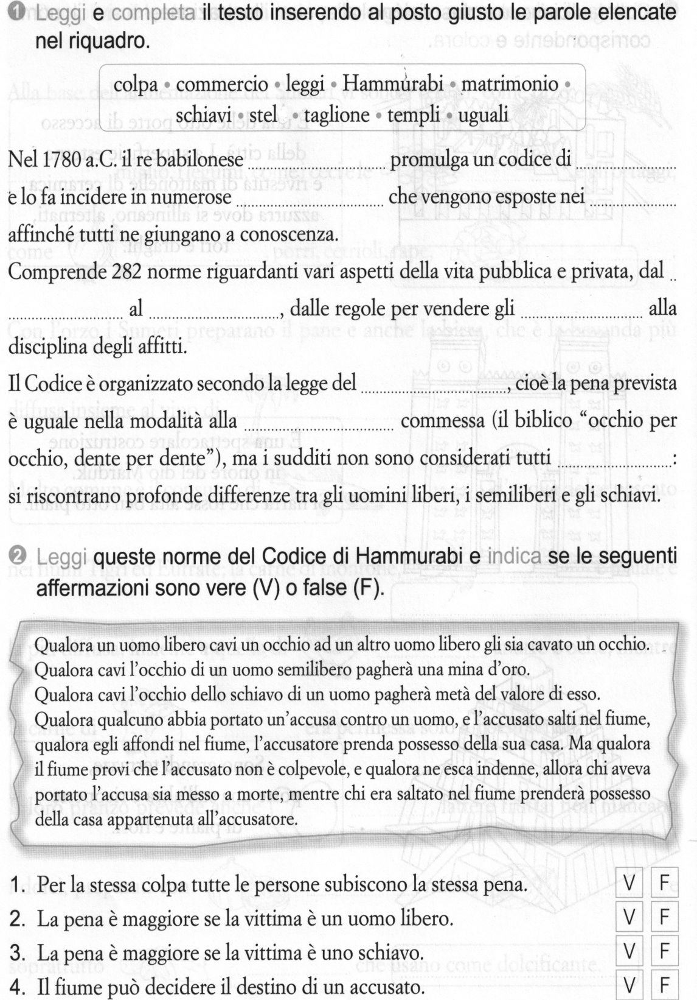 1 Leggi e completa il testo inserendo al posto giusto le parole elencate
nel riquadro.
colpa • commercio • leggi • Hammurabi • matrimonio •
schiavi • stel • taglione • templi • uguali
Nel 1780 a.C. il re babilonese ........................ promulga un codice di ........................
e lo fa incidere in numerose ........................ che vengono esposte nei ........................
affinché tutti ne giungano a conoscenza.
Comprende 282 norme riguardanti vari aspetti della vita pubblica e privata, dal ..
........................ al ........................, dalle regole per vendere gli ........................ alla
disciplina degli affitti.
Il Codice è organizzato secondo la legge del ........................, cioè la pena prevista
è uguale nella modalità alla ........................ commessa (il biblico “occhio per
occhio, dente per dente”), ma i sudditi non sono considerati tutti ........................:
si riscontrano profonde differenze tra gli uomini liberi, i semiliberi e gli schiavi.
2 Leggi queste norme del Codice di Hammurabi e indica se le seguenti
affermazioni sono vere (V) o false (F).
Qualora un uomo libero cavi un occhio ad un altro uomo libero gli sia cavato un occhio.
Qualora cavi l’occhio di un uomo semilibero pagherà una mina d’oro.
Qualora cavi l’occhio dello schiavo di un uomo pagherà metà del valore di esso.
Qualora qualcuno abbia portato un’accusa contro un uomo, e l’accusato salti nel fiume,
qualora egli affondi nel fiume, l’accusatore prenda possesso della sua casa. Ma qualora
il fiume provi che l’accusato non è colpevole, e qualora ne esca indenne, allora chi aveva
portato l’accusa sia messo a morte, mentre chi era saltato nel fiume prenderà possesso
della casa appartenuta all’accusatore.
1. Per la stessa colpa tutte le persone subiscono la stessa pena. V F
2. La pena è maggiore se la vittima è un uomo libero. V F
3. La pena è maggiore se la vittima è uno schiavo. V F
4. Il fiume può decidere il destino di un accusato. V F